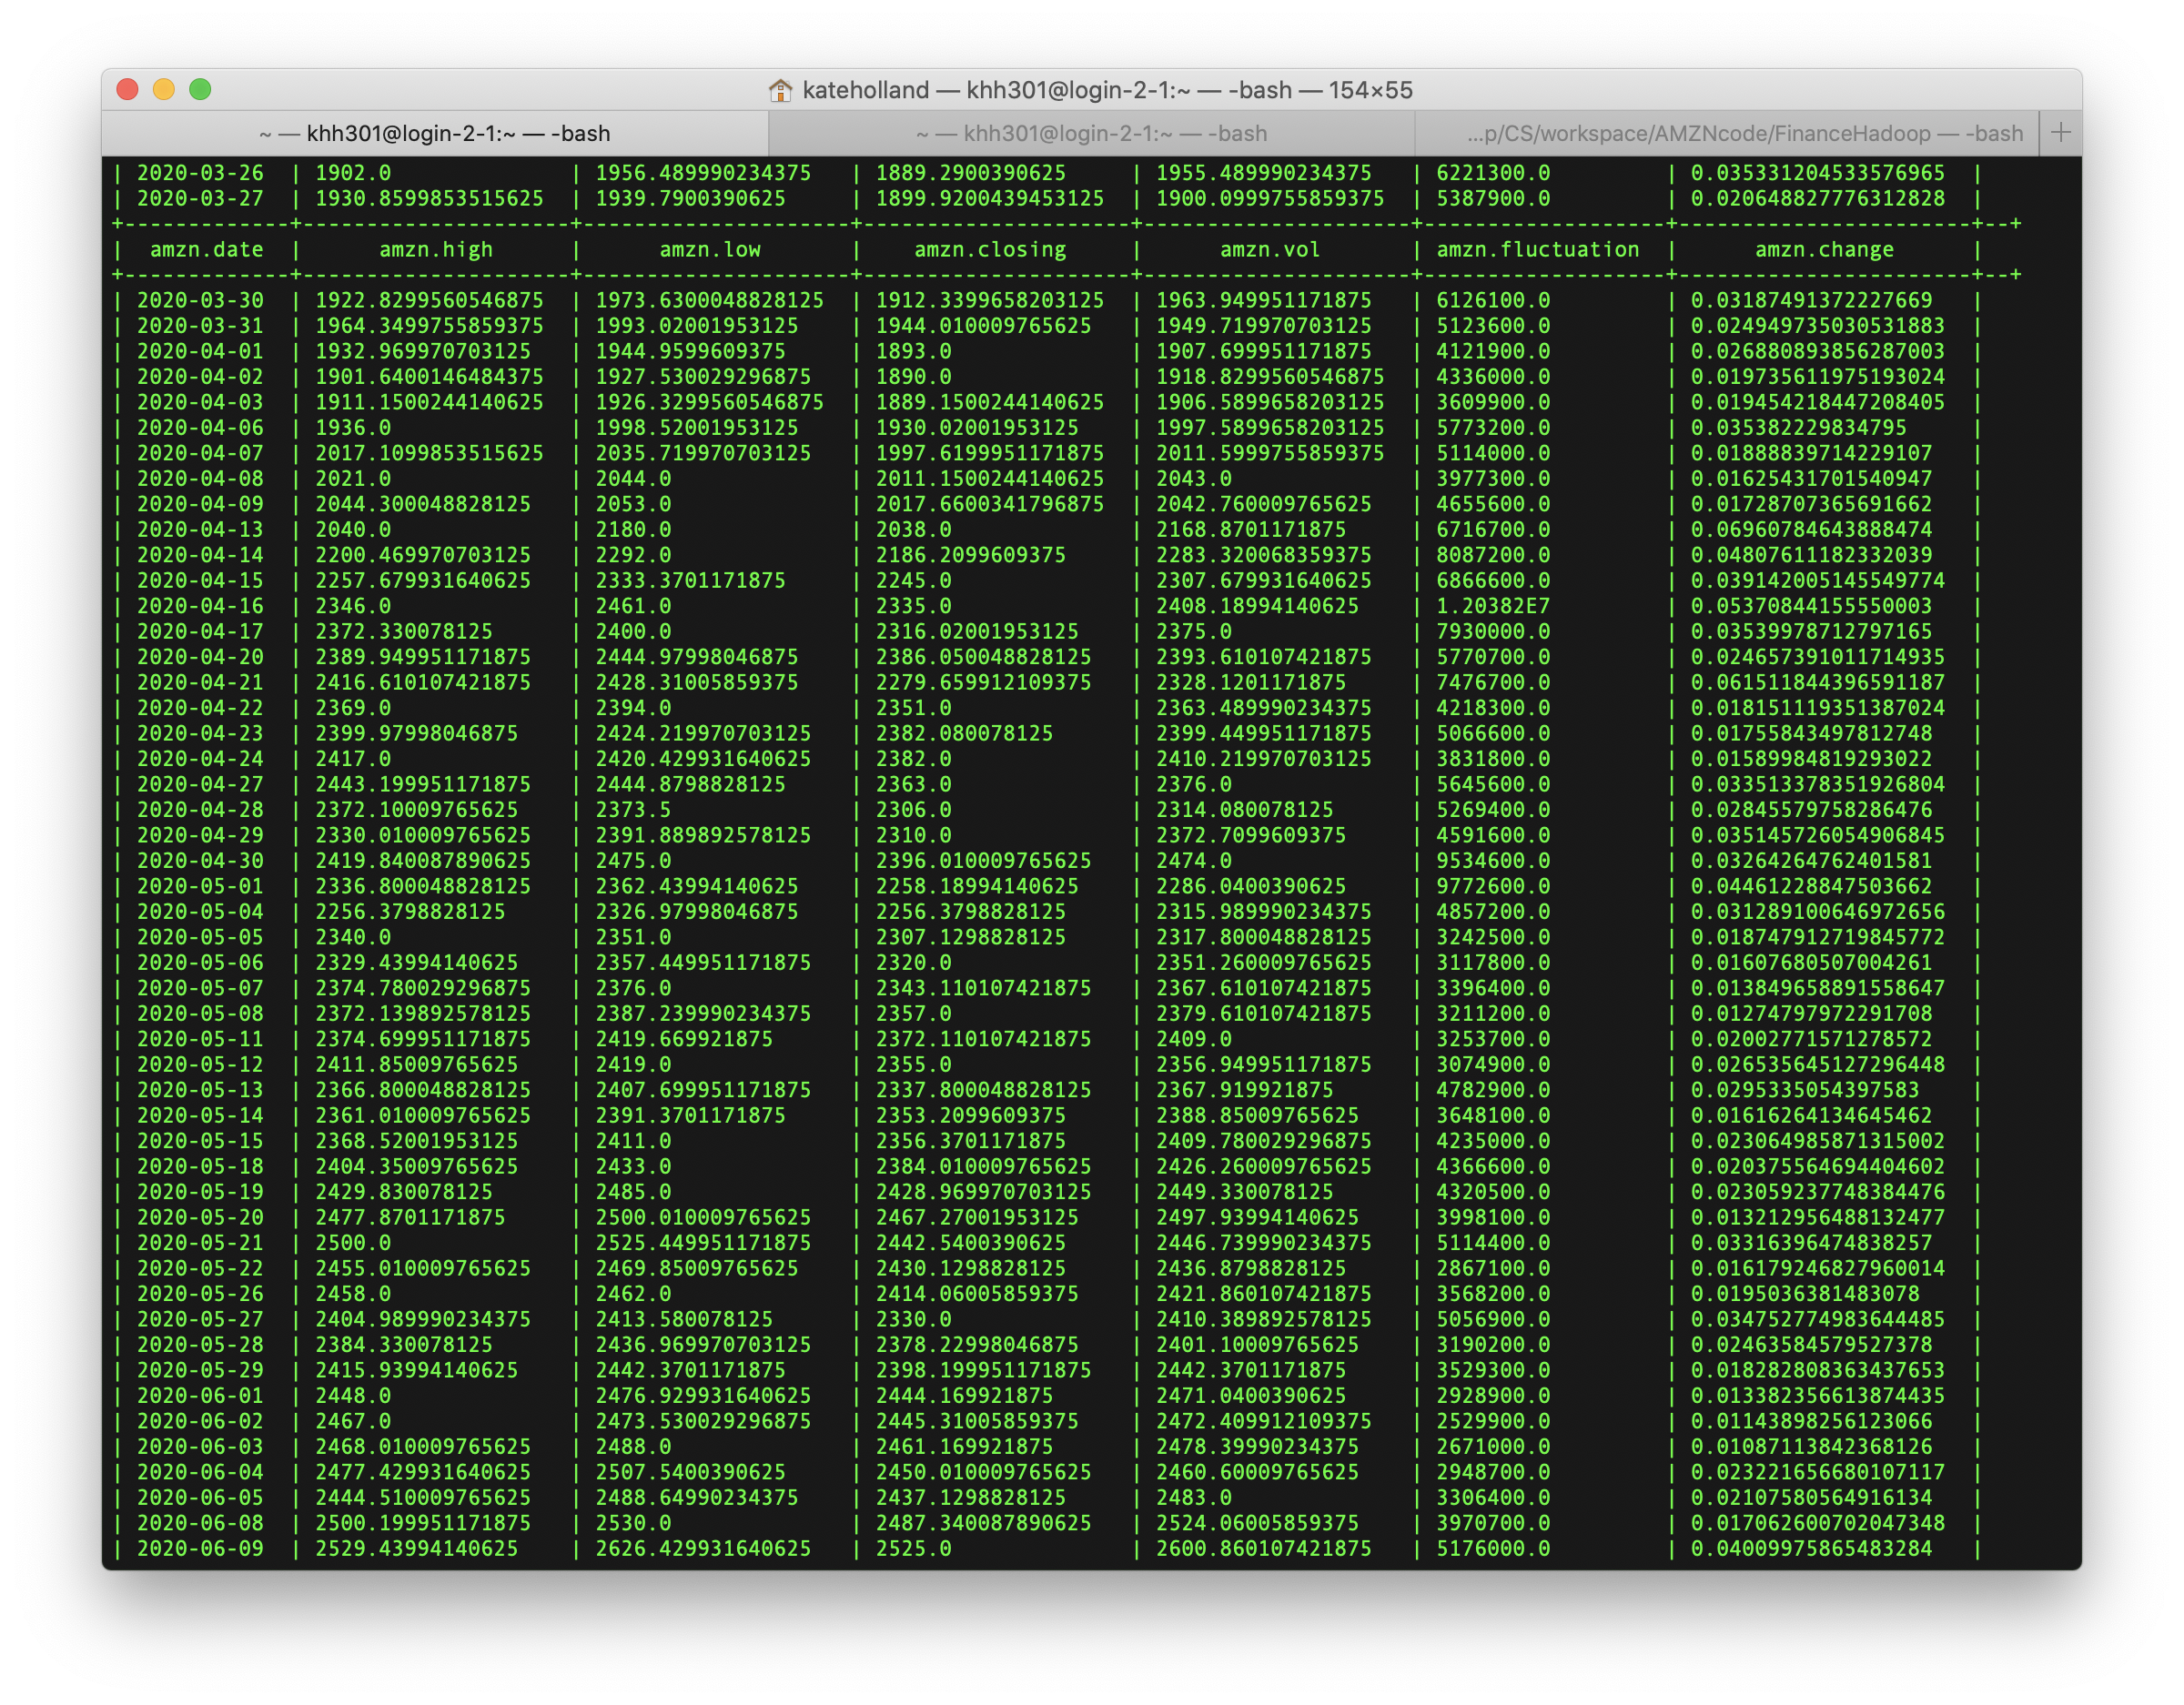 kateholland — khh301@login-2-1:~ — -bash — 154×55
~ — khh301@login-2-1:~ — -bash ~ — khh301@login-2-1:~ — -bash ...p/CS/workspace/AMZNcode/FinanceHadoop — -bash +
| 2020-03-26 | 1902.0 | 1956.489990234375 | 1889.2900390625 | 1955.489990234375 | 6221300.0 | 0.035331204533576965 |
| 2020-03-27 | 1930.8599853515625 | 1939.7900390625 | 1899.9200439453125 | 1900.0999755859375 | 5387900.0 | 0.020648827776312828 |
+-------------+---------------------+---------------------+---------------------+---------------------+-------------------+-----------------------+--+
| amzn.date | amzn.high | amzn.low | amzn.closing | amzn.vol | amzn.fluctuation | amzn.change |
+-------------+---------------------+---------------------+---------------------+---------------------+-------------------+-----------------------+--+
| 2020-03-30 | 1922.8299560546875 | 1973.6300048828125 | 1912.3399658203125 | 1963.949951171875 | 6126100.0 | 0.03187491372227669 |
| 2020-03-31 | 1964.3499755859375 | 1993.02001953125 | 1944.010009765625 | 1949.719970703125 | 5123600.0 | 0.024949735030531883 |
| 2020-04-01 | 1932.969970703125 | 1944.9599609375 | 1893.0 | 1907.699951171875 | 4121900.0 | 0.026880893856287003 |
| 2020-04-02 | 1901.6400146484375 | 1927.530029296875 | 1890.0 | 1918.8299560546875 | 4336000.0 | 0.019735611975193024 |
| 2020-04-03 | 1911.1500244140625 | 1926.3299560546875 | 1889.1500244140625 | 1906.5899658203125 | 3609900.0 | 0.019454218447208405 |
| 2020-04-06 | 1936.0 | 1998.52001953125 | 1930.02001953125 | 1997.5899658203125 | 5773200.0 | 0.035382229834795 |
| 2020-04-07 | 2017.1099853515625 | 2035.719970703125 | 1997.6199951171875 | 2011.5999755859375 | 5114000.0 | 0.01888839714229107 |
| 2020-04-08 | 2021.0 | 2044.0 | 2011.1500244140625 | 2043.0 | 3977300.0 | 0.01625431701540947 |
| 2020-04-09 | 2044.300048828125 | 2053.0 | 2017.6600341796875 | 2042.760009765625 | 4655600.0 | 0.01728707365691662 |
| 2020-04-13 | 2040.0 | 2180.0 | 2038.0 | 2168.8701171875 | 6716700.0 | 0.06960784643888474 |
| 2020-04-14 | 2200.469970703125 | 2292.0 | 2186.2099609375 | 2283.320068359375 | 8087200.0 | 0.04807611182332039 |
| 2020-04-15 | 2257.679931640625 | 2333.3701171875 | 2245.0 | 2307.679931640625 | 6866600.0 | 0.039142005145549774 |
| 2020-04-16 | 2346.0 | 2461.0 | 2335.0 | 2408.18994140625 | 1.20382E7 | 0.05370844155550003 |
| 2020-04-17 | 2372.330078125 | 2400.0 | 2316.02001953125 | 2375.0 | 7930000.0 | 0.03539978712797165 |
| 2020-04-20 | 2389.949951171875 | 2444.97998046875 | 2386.050048828125 | 2393.610107421875 | 5770700.0 | 0.024657391011714935 |
| 2020-04-21 | 2416.610107421875 | 2428.31005859375 | 2279.659912109375 | 2328.1201171875 | 7476700.0 | 0.061511844396591187 |
| 2020-04-22 | 2369.0 | 2394.0 | 2351.0 | 2363.489990234375 | 4218300.0 | 0.018151119351387024 |
| 2020-04-23 | 2399.97998046875 | 2424.219970703125 | 2382.080078125 | 2399.449951171875 | 5066600.0 | 0.01755843497812748 |
| 2020-04-24 | 2417.0 | 2420.429931640625 | 2382.0 | 2410.219970703125 | 3831800.0 | 0.01589984819293022 |
| 2020-04-27 | 2443.199951171875 | 2444.8798828125 | 2363.0 | 2376.0 | 5645600.0 | 0.033513378351926804 |
| 2020-04-28 | 2372.10009765625 | 2373.5 | 2306.0 | 2314.080078125 | 5269400.0 | 0.02845579758286476 |
| 2020-04-29 | 2330.010009765625 | 2391.889892578125 | 2310.0 | 2372.7099609375 | 4591600.0 | 0.035145726054906845 |
| 2020-04-30 | 2419.840087890625 | 2475.0 | 2396.010009765625 | 2474.0 | 9534600.0 | 0.03264264762401581 |
| 2020-05-01 | 2336.800048828125 | 2362.43994140625 | 2258.18994140625 | 2286.0400390625 | 9772600.0 | 0.04461228847503662 |
| 2020-05-04 | 2256.3798828125 | 2326.97998046875 | 2256.3798828125 | 2315.989990234375 | 4857200.0 | 0.031289100646972656 |
| 2020-05-05 | 2340.0 | 2351.0 | 2307.1298828125 | 2317.800048828125 | 3242500.0 | 0.018747912719845772 |
| 2020-05-06 | 2329.43994140625 | 2357.449951171875 | 2320.0 | 2351.260009765625 | 3117800.0 | 0.01607680507004261 |
| 2020-05-07 | 2374.780029296875 | 2376.0 | 2343.110107421875 | 2367.610107421875 | 3396400.0 | 0.013849658891558647 |
| 2020-05-08 | 2372.139892578125 | 2387.239990234375 | 2357.0 | 2379.610107421875 | 3211200.0 | 0.01274797972291708 |
| 2020-05-11 | 2374.699951171875 | 2419.669921875 | 2372.110107421875 | 2409.0 | 3253700.0 | 0.02002771571278572 |
| 2020-05-12 | 2411.85009765625 | 2419.0 | 2355.0 | 2356.949951171875 | 3074900.0 | 0.026535645127296448 |
| 2020-05-13 | 2366.800048828125 | 2407.699951171875 | 2337.800048828125 | 2367.919921875 | 4782900.0 | 0.0295335054397583 |
| 2020-05-14 | 2361.010009765625 | 2391.3701171875 | 2353.2099609375 | 2388.85009765625 | 3648100.0 | 0.01616264134645462 |
| 2020-05-15 | 2368.52001953125 | 2411.0 | 2356.3701171875 | 2409.780029296875 | 4235000.0 | 0.023064985871315002 |
| 2020-05-18 | 2404.35009765625 | 2433.0 | 2384.010009765625 | 2426.260009765625 | 4366600.0 | 0.020375564694404602 |
| 2020-05-19 | 2429.830078125 | 2485.0 | 2428.969970703125 | 2449.330078125 | 4320500.0 | 0.023059237748384476 |
| 2020-05-20 | 2477.8701171875 | 2500.010009765625 | 2467.27001953125 | 2497.93994140625 | 3998100.0 | 0.013212956488132477 |
| 2020-05-21 | 2500.0 | 2525.449951171875 | 2442.5400390625 | 2446.739990234375 | 5114400.0 | 0.03316396474838257 |
| 2020-05-22 | 2455.010009765625 | 2469.85009765625 | 2430.1298828125 | 2436.8798828125 | 2867100.0 | 0.016179246827960014 |
| 2020-05-26 | 2458.0 | 2462.0 | 2414.06005859375 | 2421.860107421875 | 3568200.0 | 0.0195036381483078 |
| 2020-05-27 | 2404.989990234375 | 2413.580078125 | 2330.0 | 2410.389892578125 | 5056900.0 | 0.034752774983644485 |
| 2020-05-28 | 2384.330078125 | 2436.969970703125 | 2378.22998046875 | 2401.10009765625 | 3190200.0 | 0.02463584579527378 |
| 2020-05-29 | 2415.93994140625 | 2442.3701171875 | 2398.199951171875 | 2442.3701171875 | 3529300.0 | 0.018282808363437653 |
| 2020-06-01 | 2448.0 | 2476.929931640625 | 2444.169921875 | 2471.0400390625 | 2928900.0 | 0.013382356613874435 |
| 2020-06-02 | 2467.0 | 2473.530029296875 | 2445.31005859375 | 2472.409912109375 | 2529900.0 | 0.01143898256123066 |
| 2020-06-03 | 2468.010009765625 | 2488.0 | 2461.169921875 | 2478.39990234375 | 2671000.0 | 0.01087113842368126 |
| 2020-06-04 | 2477.429931640625 | 2507.5400390625 | 2450.010009765625 | 2460.60009765625 | 2948700.0 | 0.023221656680107117 |
| 2020-06-05 | 2444.510009765625 | 2488.64990234375 | 2437.1298828125 | 2483.0 | 3306400.0 | 0.02107580564916134 |
| 2020-06-08 | 2500.199951171875 | 2530.0 | 2487.340087890625 | 2524.06005859375 | 3970700.0 | 0.017062600702047348 |
| 2020-06-09 | 2529.43994140625 | 2626.429931640625 | 2525.0 | 2600.860107421875 | 5176000.0 | 0.04009975865483284 |